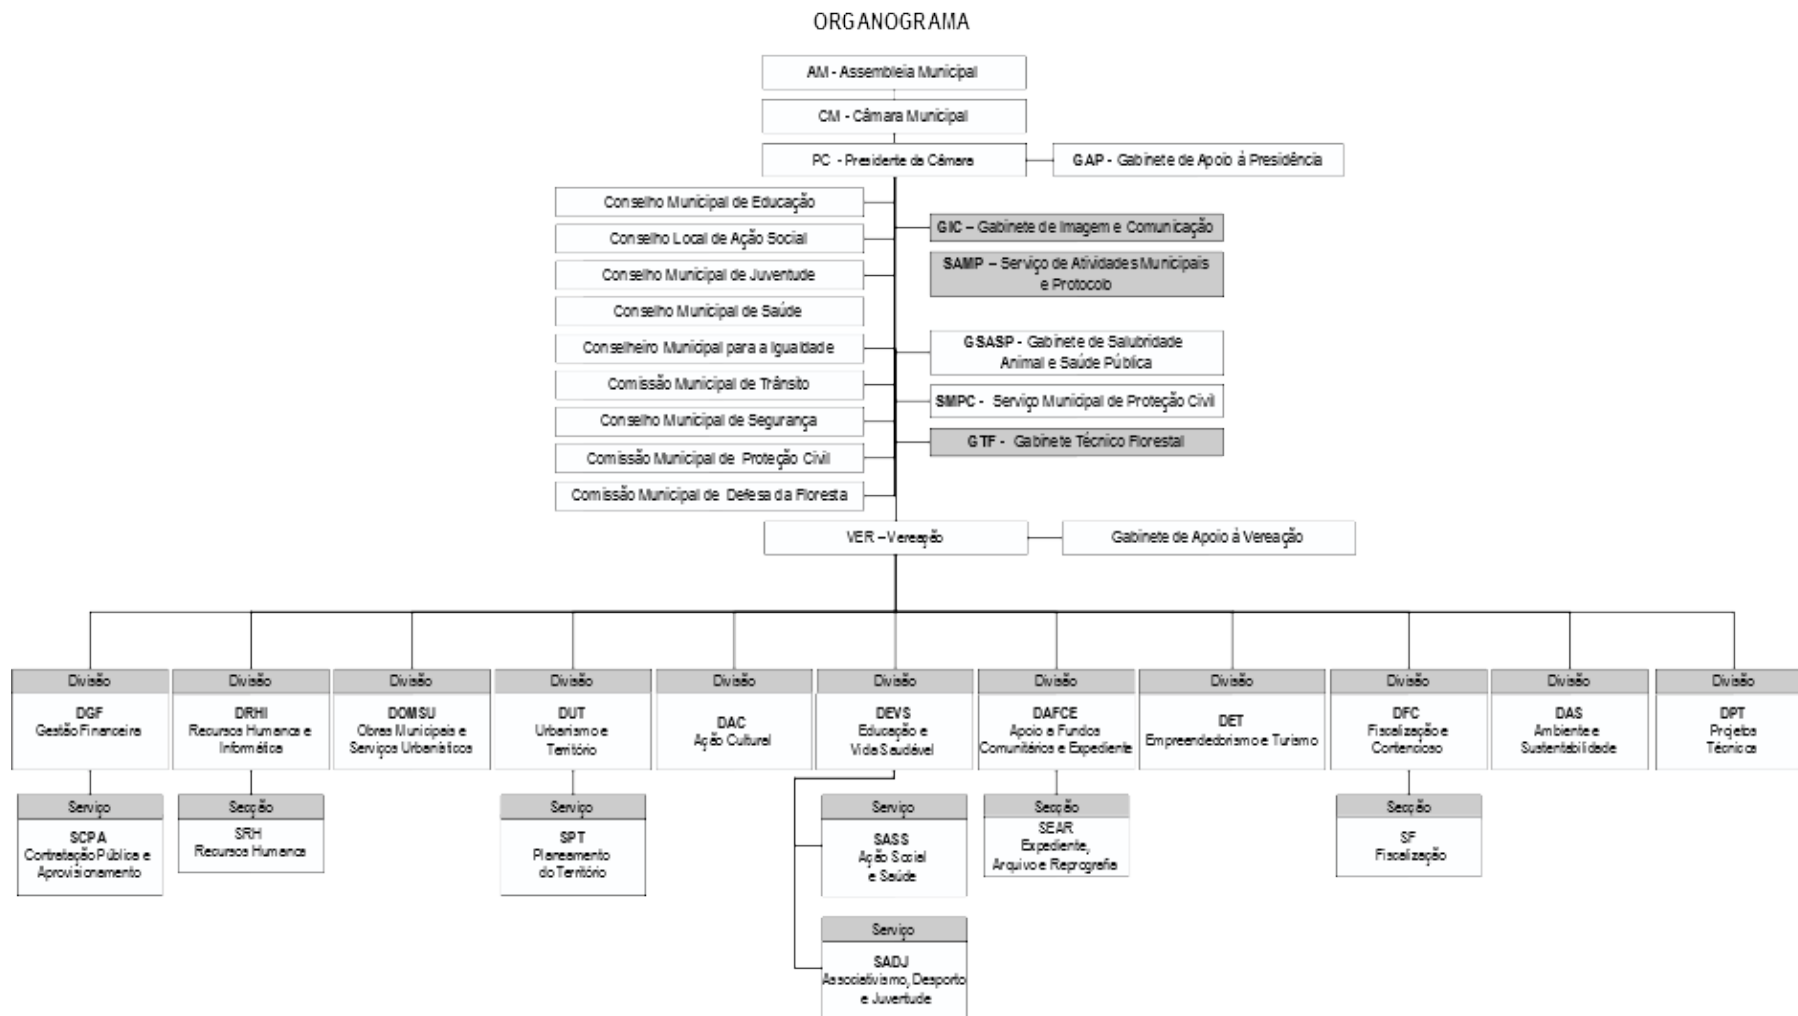 ORGANOGRAMA
AM - Assembleia Municipal
CM - Câmara Municipal
PC - Presidente da Câmara
GAP - Gabinete de Apoio à Presidência
Conselho Municipal de Educação
Conselho Local de Ação Social
Conselho Municipal de Juventude
Conselho Municipal de Saúde
Conselheiro Municipal para a Igualdade
Comissão Municipal de Trânsito
Conselho Municipal de Segurança
Comissão Municipal de Proteção Civil
Comissão Municipal de Defesa da Floresta
GIC – Gabinete de Imagem e Comunicação
SAMP – Serviço de Atividades Municipais
e Protocolo
GSASP - Gabinete de Salubridade
Animal e Saúde Pública
SMPC - Serviço Municipal de Proteção Civil
GTF - Gabinete Técnico Florestal
VER – Vereação
Gabinete de Apoio à Vereação
Divisão
DGF
Gestão Financeira
Divisão
DRHI
Recursos Humanos e
Informática
Divisão
DOMSU
Obras Municipais e
Serviços Urbanísticos
Divisão
DUT
Urbanismo e
Território
Divisão
DAC
Ação Cultural
Divisão
DEVS
Educação e
Vida Saudável
Divisão
DAFCE
Apoio a Fundos
Comunitários e Expediente
Divisão
DET
Empreendedorismo e Turismo
Divisão
DFC
Fiscalização e
Contencioso
Divisão
DAS
Ambiente e
Sustentabilidade
Divisão
DPT
Projetos
Técnicos
Serviço
SCPA
Contratação Pública e
Aprovisionamento
Secção
SRH
Recursos Humanos
Serviço
SPT
Planeamento
do Território
Serviço
SASS
Ação Social
e Saúde
Secção
SEAR
Expediente,
Arquivo e Reprografia
Secção
SF
Fiscalização
Serviço
SADJ
Associativismo, Desporto
e Juventude